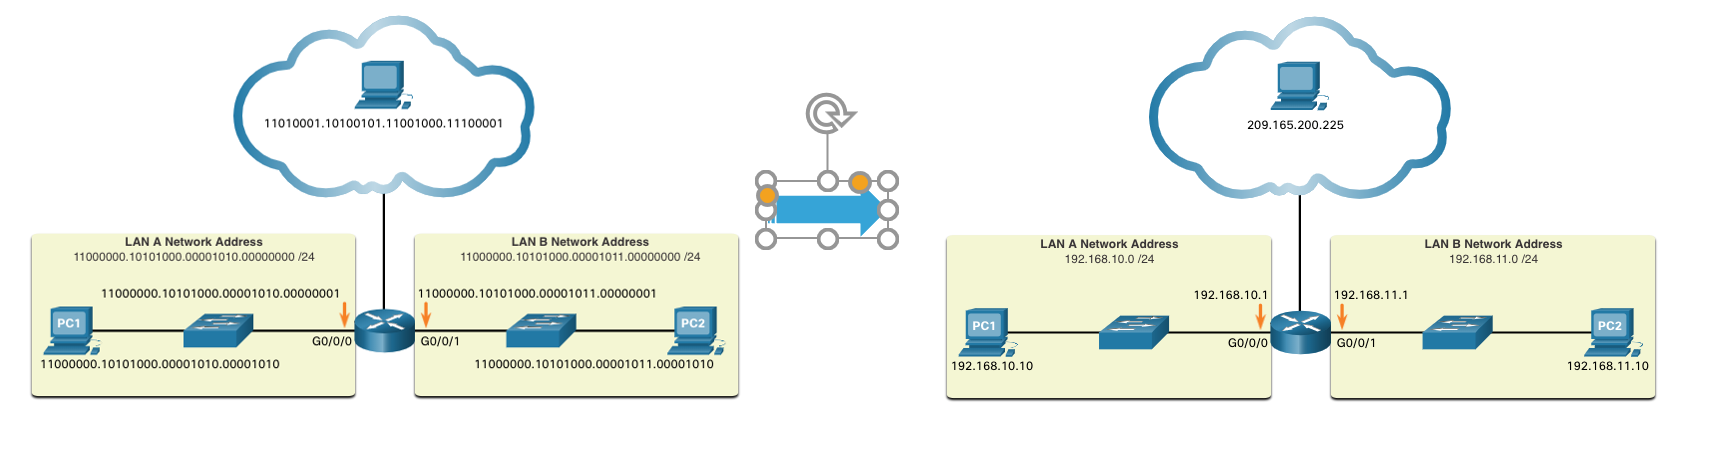 11010001.10100101.11001000.11100001
LAN A Network Address
11000000.10101000.00001010.00000000 /24
11000000.10101000.00001010.00000001
PC1
G0/0/0
11000000.10101000.00001010.00001010
LAN B Network Address
11000000.10101000.00001011.00000000 /24
11000000.10101000.00001011.00000001
PC2
G0/0/1
11000000.10101000.00001011.00001010
209.165.200.225
LAN A Network Address
192.168.10.0 /24
192.168.10.1
PC1
G0/0/0
192.168.10.10
LAN B Network Address
192.168.11.0 /24
192.168.11.1
PC2
G0/0/1
192.168.11.10